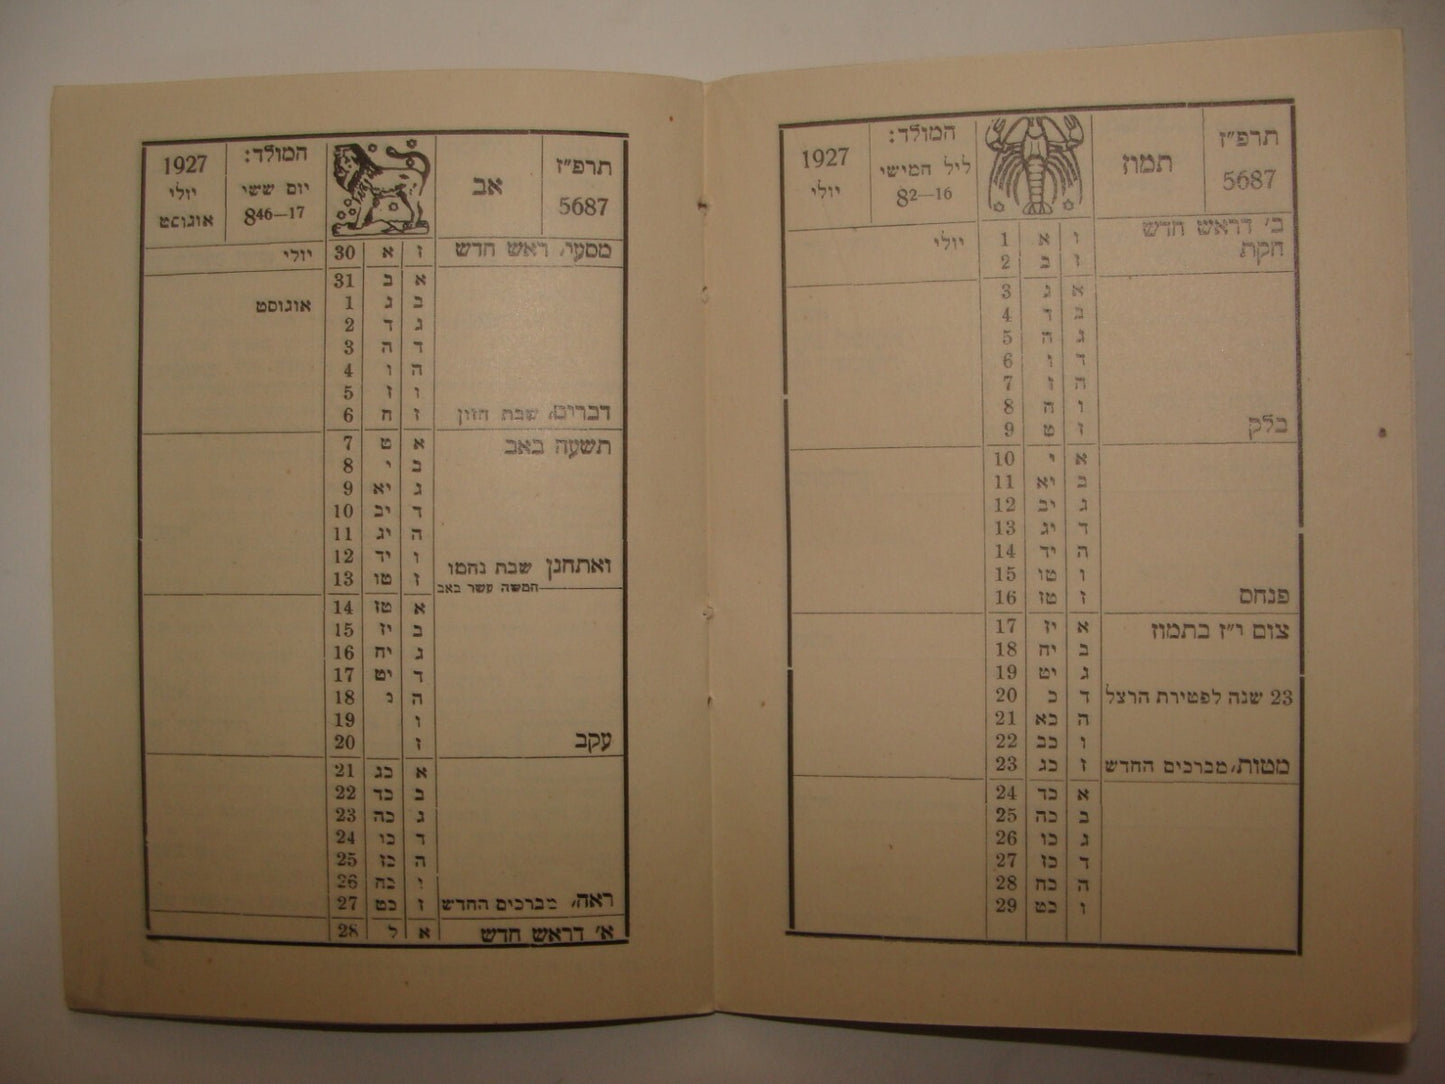 תרפ״ז
5687
תמוז
המולד:
ליל חמישי
8 2—16
1927
יולי
ב׳ דראש חדש ו א 1 יולי
חקת ז ב 2
א ג 3
ב ד 4
ג ה 5
ד ו 6
ה ז 7
ו ח 8
בלק ז ט 9
א י 10
ב יא 11
ג יב 12
ד יג 13
ה יד 14
ו טו 15
פנחס ז טז 16
צום י״ז בתמוז א יז 17
ב יח 18
ג יט 19
23 שנה לפטירת הרצל ד כ 20
ה כא 21
ו כב 22
מטות, מברכים החדש ז כג 23
א כד 24
ב כה 25
ג כו 26
ד כז 27
ה כח 28
ו כט 29
תרפ״ז
5687
אב
המולד:
יום ששי
8 46—17
1927
יולי
אוגוסט
מסעי, ראש חדש ז א 30 יולי
א ב 31
ב ג 1 אוגוסט
ג ד 2
ד ה 3
ה ו 4
ו ז 5
דברים, שבת חזון ז ח 6
תשעה באב א ט 7
ב י 8
ג יא 9
ד יב 10
ה יג 11
ו יד 12
ואתחנן שבת נחמו ז טו 13
חמשה עשר באב
א טז 14
ב יז 15
ג יח 16
ד יט 17
ה נ 18
ו 19
עקב ז 20
א כג 21
ב כד 22
ג כה 23
ד כו 24
ה כז 25
ו כח 26
ראה, מברכים החדש ז כט 27
א׳ דראש חדש א ל 28